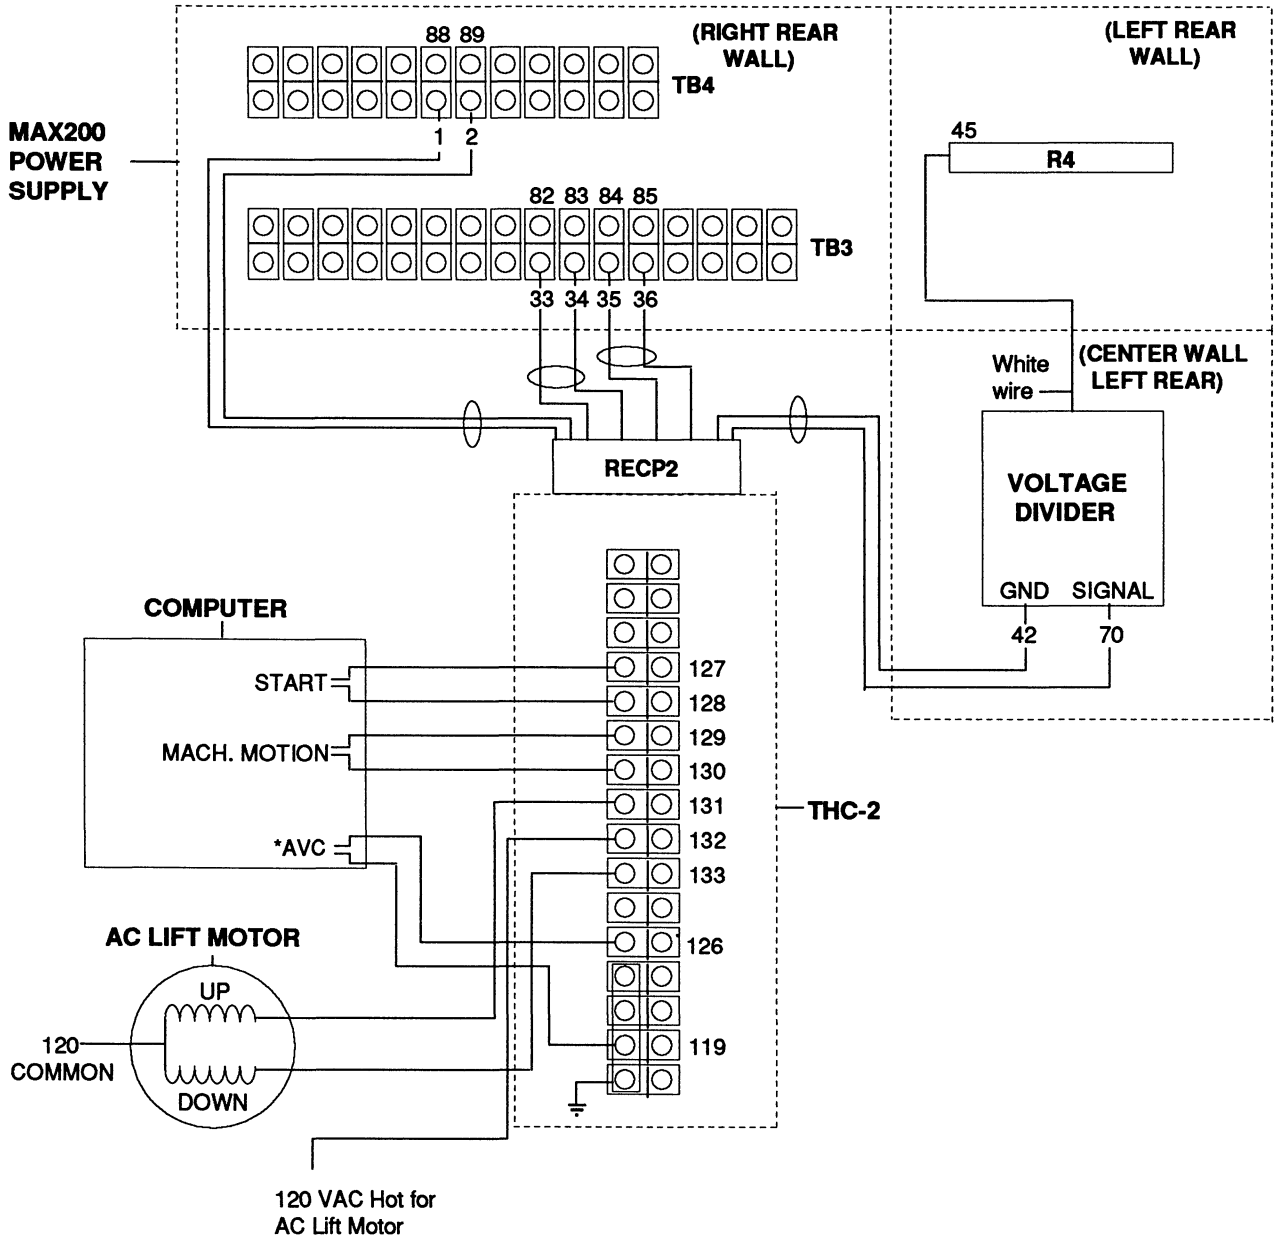 88 89
(RIGHT REAR
WALL)
TB4
(LEFT REAR
WALL)
MAX200
POWER
SUPPLY
1 2
45
R4
82 83 84 85
TB3
33 34 35 36
White
wire
(CENTER WALL
LEFT REAR)
RECP2
VOLTAGE
DIVIDER
GND SIGNAL
42 70
COMPUTER
START
MACH. MOTION
*AVC
127
128
129
130
131
132
133
126
119
THC-2
AC LIFT MOTOR
UP
120
COMMON
DOWN
120 VAC Hot for
AC Lift Motor